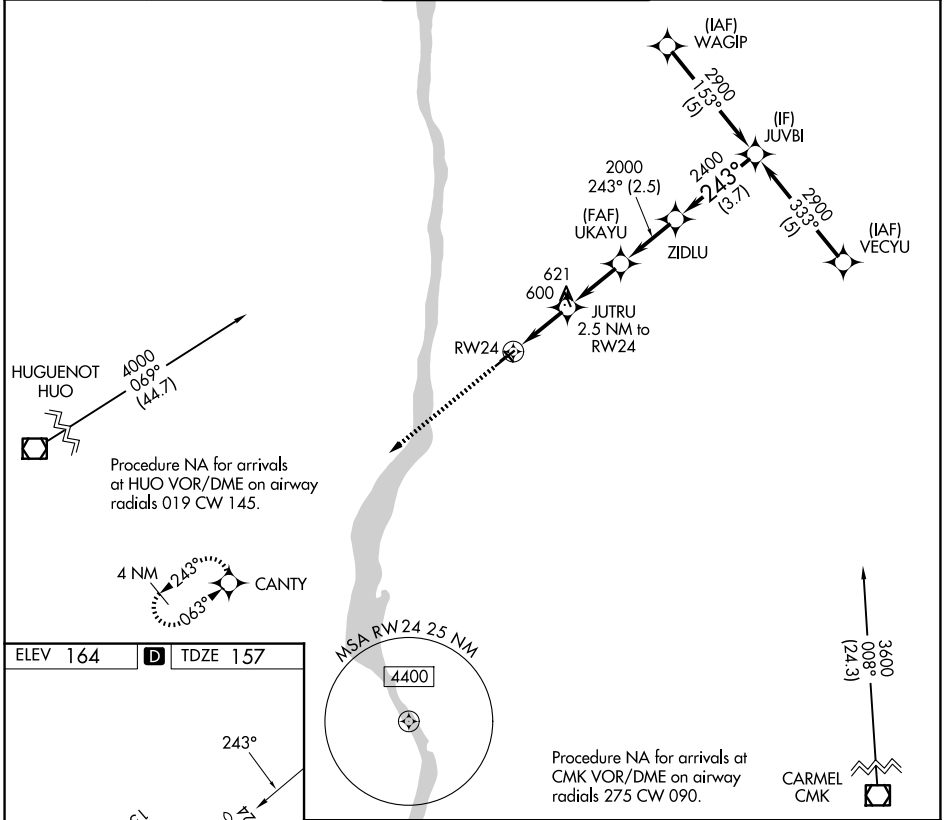 (IAF)
WAGIP
2900
153°
(5)
(IF)
JUVBI
2000
243° (2.5)
2400
243°
(3.7)
2900
333°
(5)
(IAF)
VECYU
(FAF)
UKAYU
ZIDLU
621
600
JUTRU
2.5 NM to
RW24
RW24
HUGUENOT
HUO
4000
069°
(44.7)
Procedure NA for arrivals
at HUO VOR/DME on airway
radials 019 CW 145.
4 NM
243°
063°
CANTY
MSA RW24 25 NM
4400
3600
008°
(24.3)
Procedure NA for arrivals at
CMK VOR/DME on airway
radials 275 CW 090.
CARMEL
CMK
ELEV 164
D
TDZE 157
243°
24